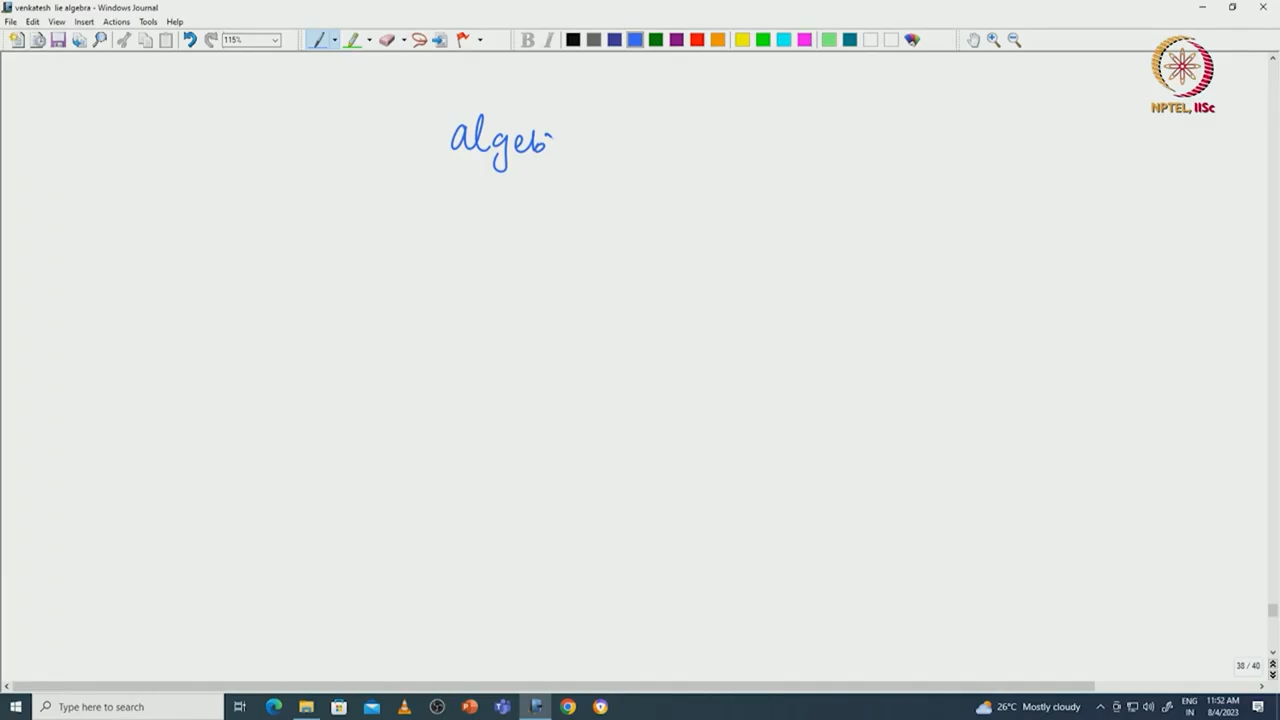 venkatesh lie algebra - Windows Journal
File Edit View Insert Actions Tools Help
115%
NPTEL, IISc
algeb
38 / 40
Type here to search
26°C Mostly cloudy
ENG
IN
11:52 AM
8/4/2023